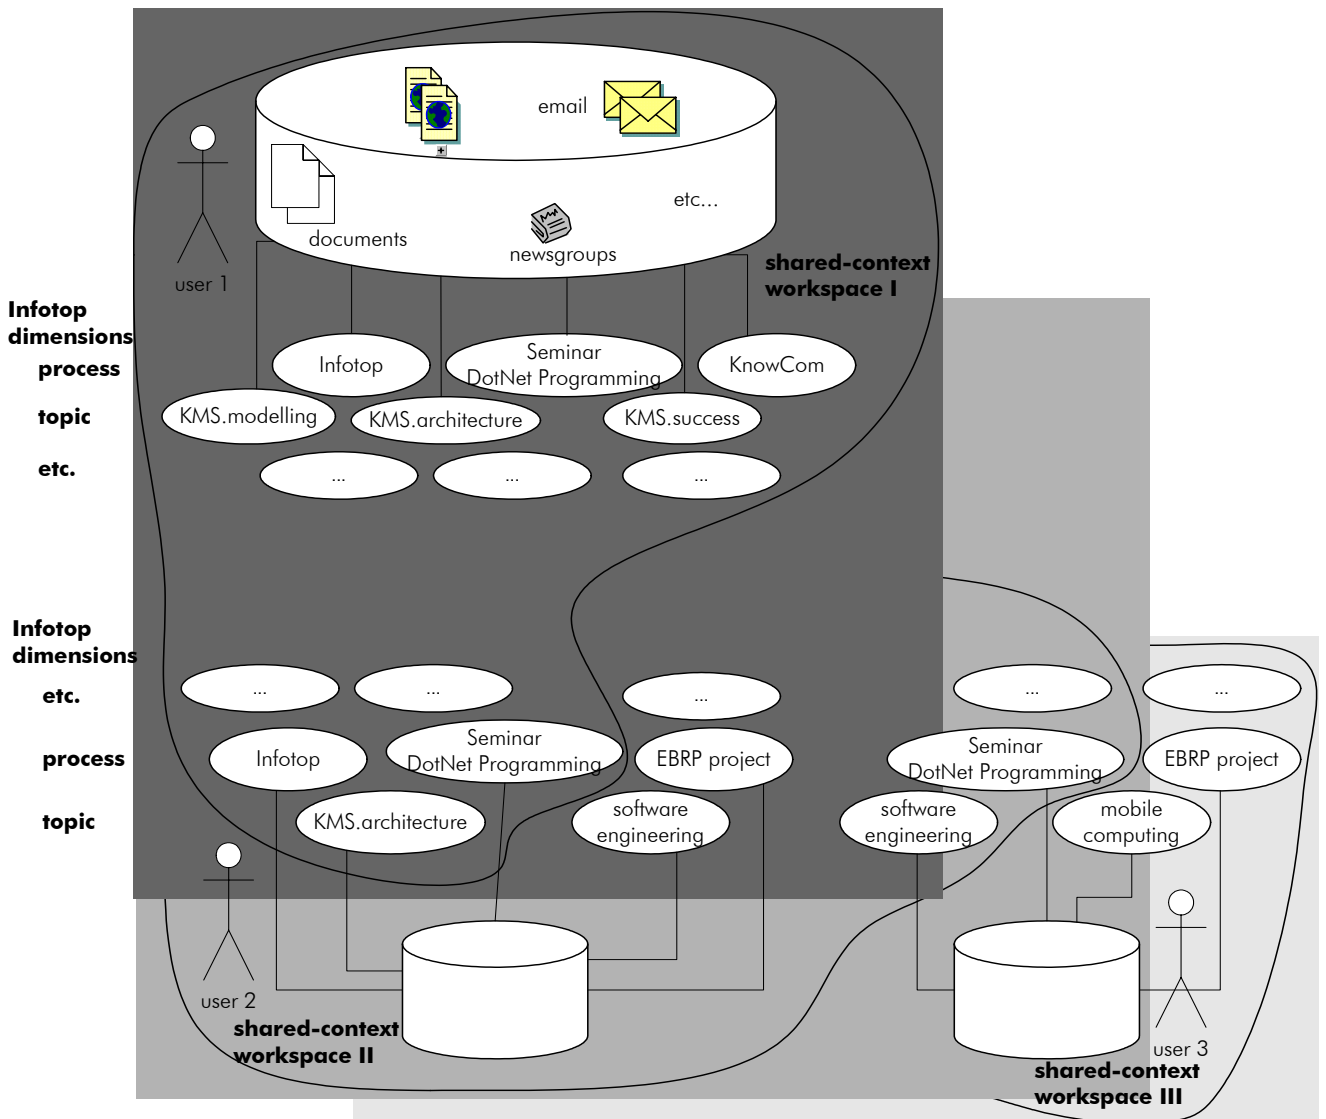 email
etc...
documents
newsgroups
user 1
shared-context
workspace I
Infotop
dimensions
process
Infotop
Seminar
DotNet Programming
KnowCom
topic
KMS.modelling
KMS.architecture
KMS.success
etc.
...
...
...
Infotop
dimensions
etc.
...
...
...
...
...
process
Infotop
Seminar
DotNet Programming
EBRP project
Seminar
DotNet Programming
EBRP project
topic
KMS.architecture
software
engineering
software
engineering
mobile
computing
user 2
shared-context
workspace II
user 3
shared-context
workspace III